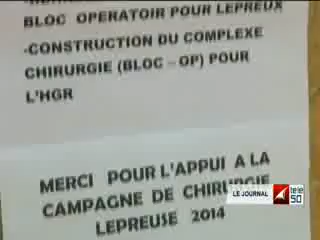 BLOC OPERATOIR POUR LEPREUX
-CONSTRUCTION DU COMPLEXE
CHIRURGIE (BLOC – OP) POUR
L'HGR
MERCI POUR L'APPUI A LA
CAMPAGNE DE CHIRURGIE
LEPREUSE 2014
LE JOURNAL
tele
50